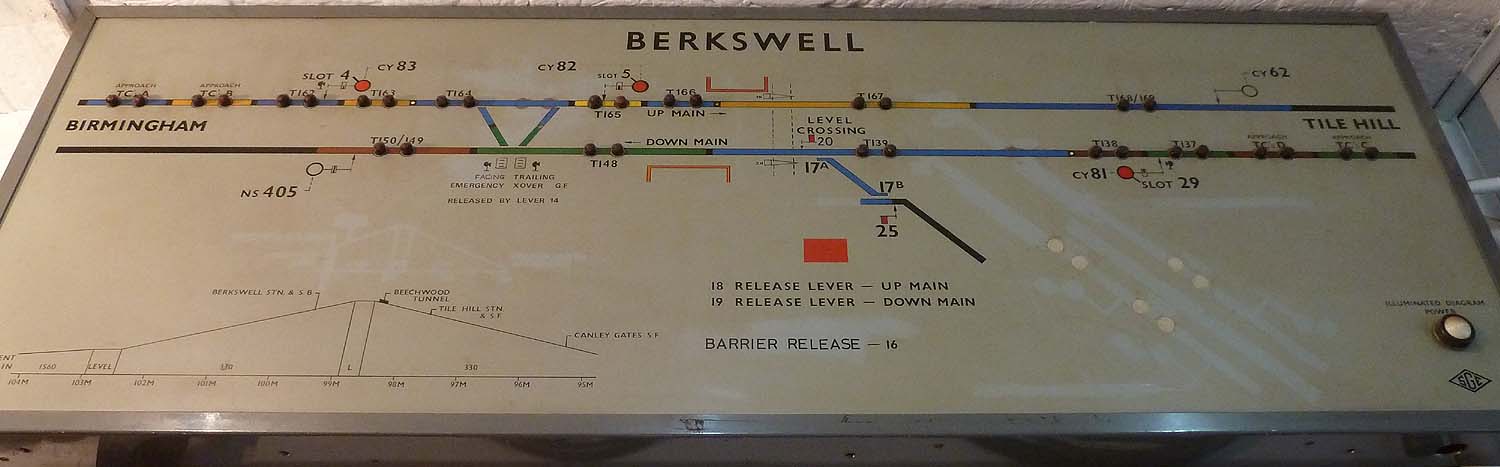 BERKSWELL
APPROACH
TC-A
APPROACH
TC-B
T162
SLOT 4
CY 83
T163
T164
CY 82
SLOT 5
T165
T166
UP MAIN
T167
T168/169
CY 62
BIRMINGHAM
TILE HILL
T150/149
NS 405
DOWN MAIN
T148
LEVEL
CROSSING
20
T139
17A
17B
25
T138
CY81
SLOT 29
T137
APPROACH
TC-D
APPROACH
TC-C
FACING TRAILING
EMERGENCY XOVER G.F
RELEASED BY LEVER 14
18 RELEASE LEVER — UP MAIN
19 RELEASE LEVER — DOWN MAIN
BARRIER RELEASE — 16
BERKSWELL STN. & S.B
BEECHWOOD
TUNNEL
TILE HILL STN.
& S.F.
CANLEY GATES S.F
ENT
IN
1560
LEVEL
330
L
330
104M
103M
102M
101M
100M
99M
98M
97M
96M
95M
ILLUMINATED DIAGRAM
POWER
SGE